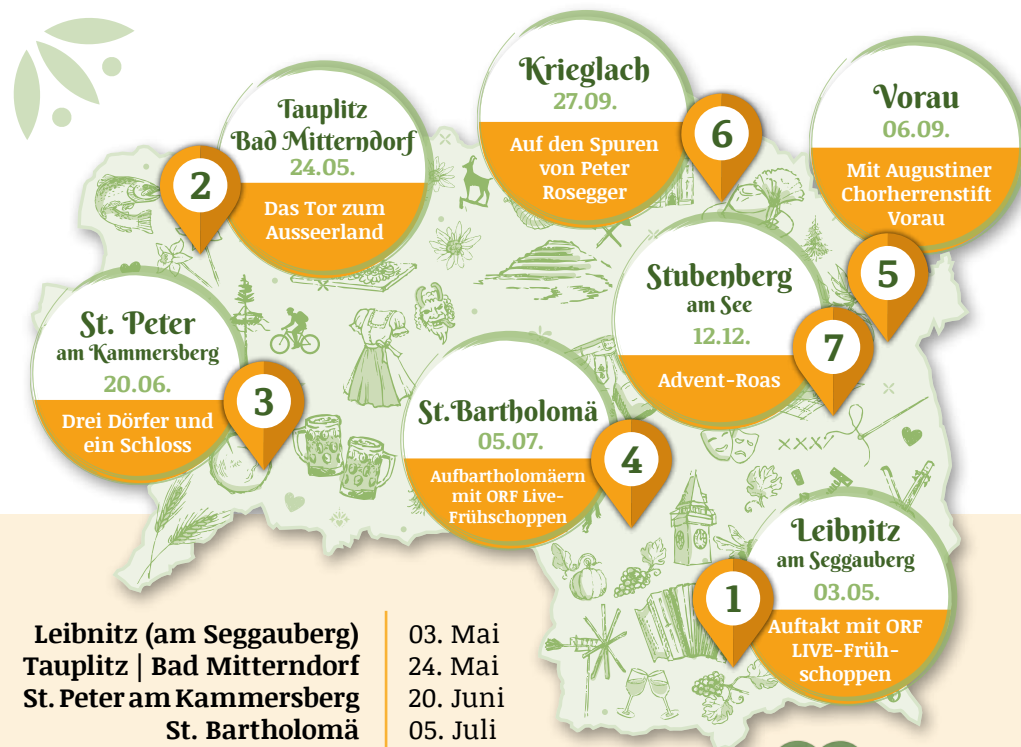 Tauplitz
Bad Mitterndorf
24.05.
Das Tor zum
Ausseerland
2
Krieglach
27.09.
Auf den Spuren
von Peter
Rosegger
6
Vorau
06.09.
Mit Augustiner
Chorherrenstift
Vorau
5
St. Peter
am Kammersberg
20.06.
Drei Dörfer und
ein Schloss
3
Stubenberg
am See
12.12.
Advent-Roas
7
St. Bartholomä
05.07.
Aufbartholomäern
mit ORF Live-
Frühschoppen
4
Leibnitz
am Seggauberg
03.05.
Auftakt mit ORF
LIVE-Früh-
schoppen
1
Leibnitz (am Seggauberg) 03. Mai
Tauplitz | Bad Mitterndorf 24. Mai
St. Peter am Kammersberg 20. Juni
St. Bartholomä 05. Juli